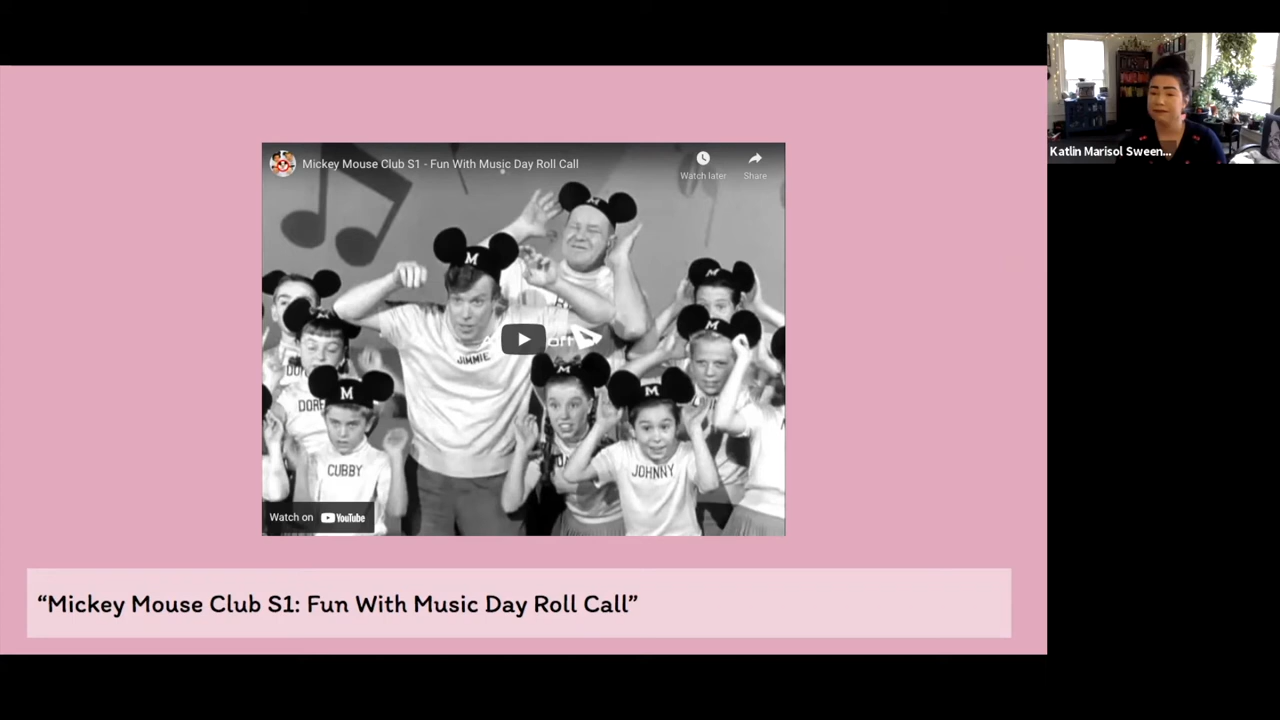 Mickey Mouse Club S1 - Fun With Music Day Roll Call
Watch later
Share
M
M
M
M
M
M
M
JIMMIE
CUBBY
JOHNNY
Watch on YouTube
“Mickey Mouse Club S1: Fun With Music Day Roll Call”
Katlin Marisol Sween...